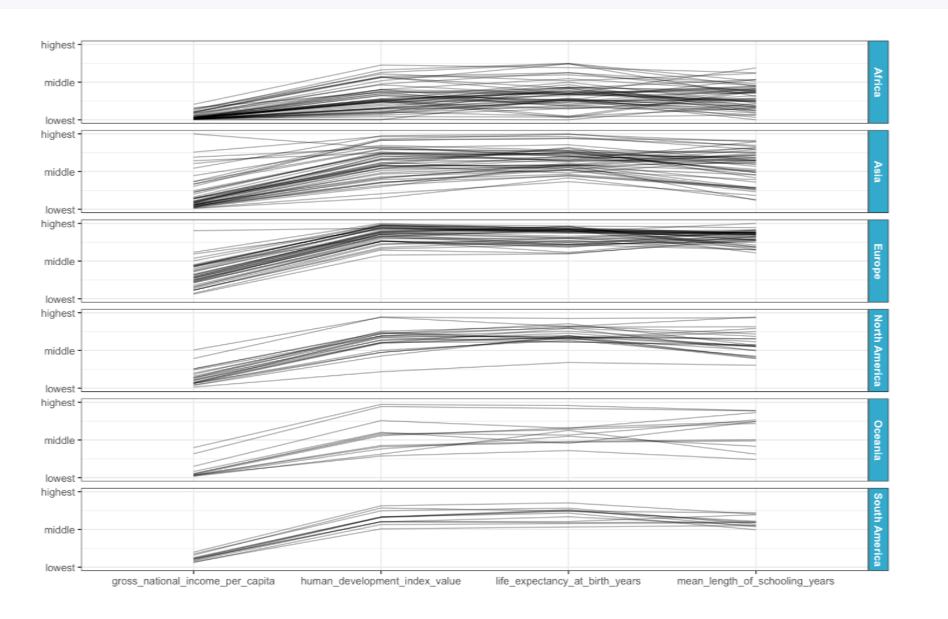 highest
middle
lowest
Africa
highest
middle
lowest
Asia
highest
middle
lowest
Europe
highest
middle
lowest
North America
highest
middle
lowest
Oceania
highest
middle
lowest
South America
gross_national_income_per_capita human_development_index_value life_expectancy_at_birth_years mean_length_of_schooling_years